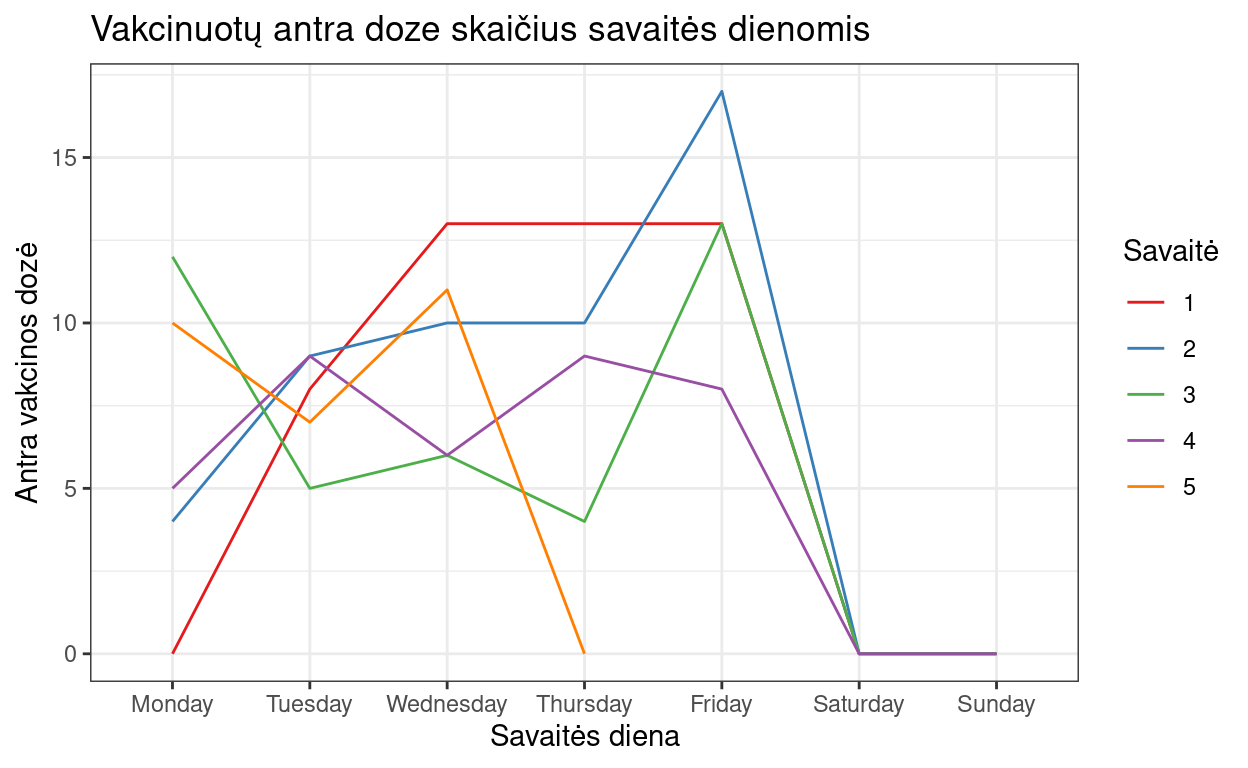 Vakcinuotų antra doze skaičius savaitės dienomis
Antra vakcinos dozė
15
10
5
0
Monday Tuesday Wednesday Thursday Friday Saturday Sunday
Savaitės diena
Savaitė
1
2
3
4
5